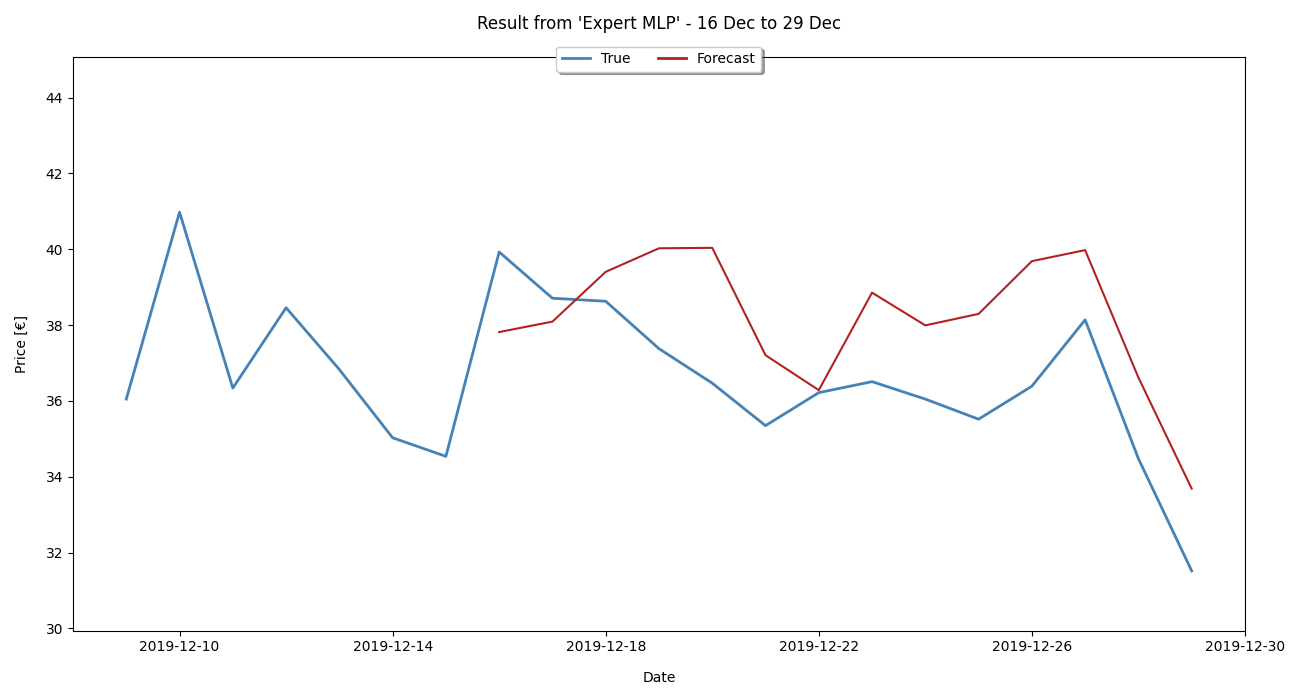 Result from 'Expert MLP' - 16 Dec to 29 Dec
True Forecast
44
42
40
38
36
34
32
30
Price [€]
2019-12-10 2019-12-14 2019-12-18 2019-12-22 2019-12-26 2019-12-30
Date